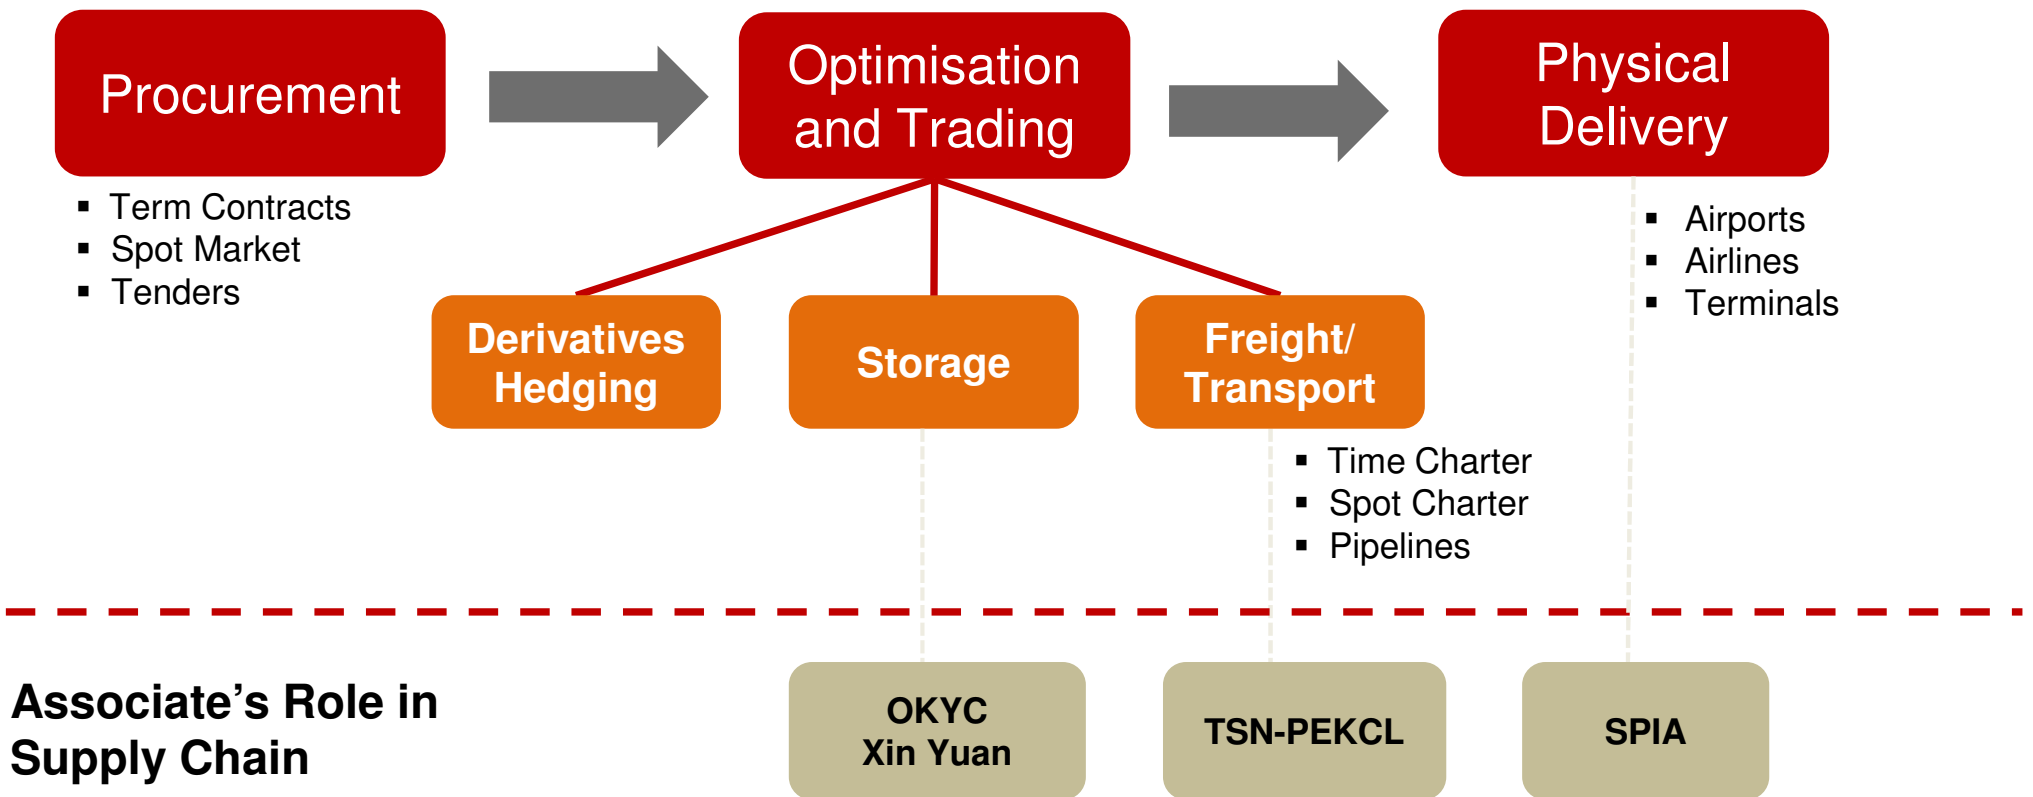 Procurement
Optimisation
and Trading
Physical
Delivery
▪ Term Contracts
▪ Spot Market
▪ Tenders
▪ Airports
▪ Airlines
▪ Terminals
Derivatives
Hedging
Storage
Freight/
Transport
▪ Time Charter
▪ Spot Charter
▪ Pipelines
Associate’s Role in
Supply Chain
OKYC
Xin Yuan
TSN-PEKCL
SPIA